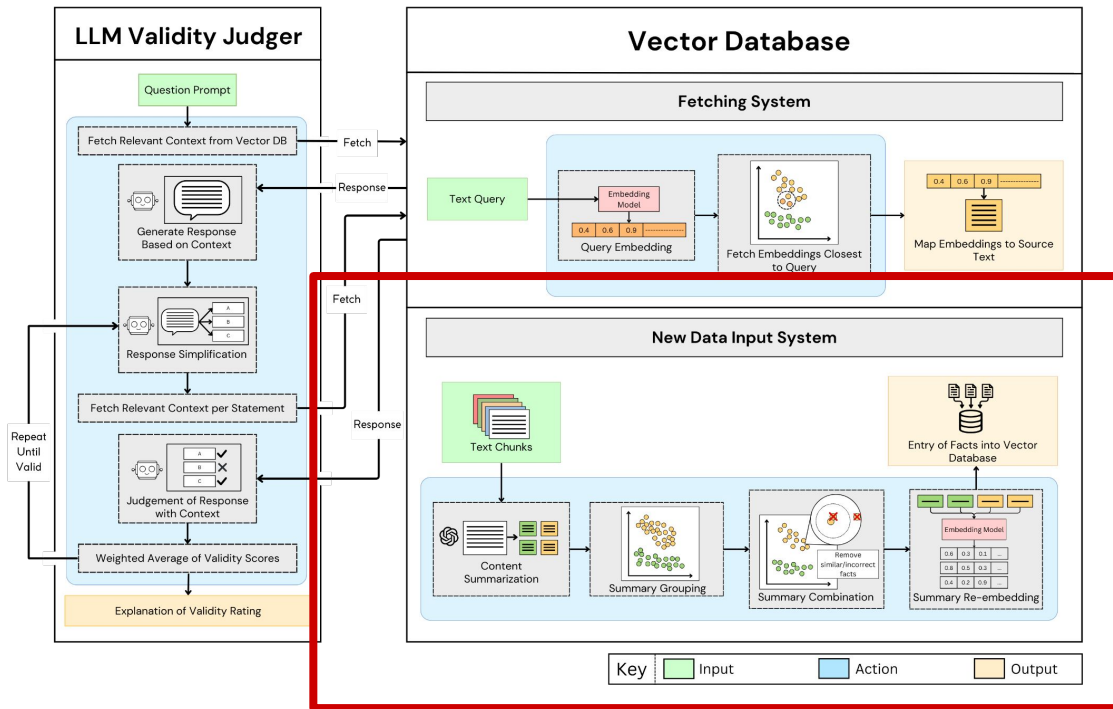 LLM Validity Judger
Question Prompt
Fetch Relevant Context from Vector DB
Generate Response
Based on Context
A
B
C
Response Simplification
Fetch Relevant Context per Statement
A
B
C
Judgement of Response
with Context
Weighted Average of Validity Scores
Explanation of Validity Rating
Repeat
Until
Valid
Fetch
Response
Fetch
Response
Vector Database
Fetching System
Text Query
Embedding
Model
0.4 0.6 0.9
Query Embedding
Fetch Embeddings Closest
to Query
0.4 0.6 0.9
Map Embeddings to Source
Text
New Data Input System
Text Chunks
Content
Summarization
Summary Grouping
Remove
similar/incorrect
facts
Summary Combination
Embedding Model
0.6 0.3 0.1 ...
0.8 0.5 0.3 ...
0.4 0.2 0.9 ...
Summary Re-embedding
Entry of Facts into Vector
Database
Key Input Action Output